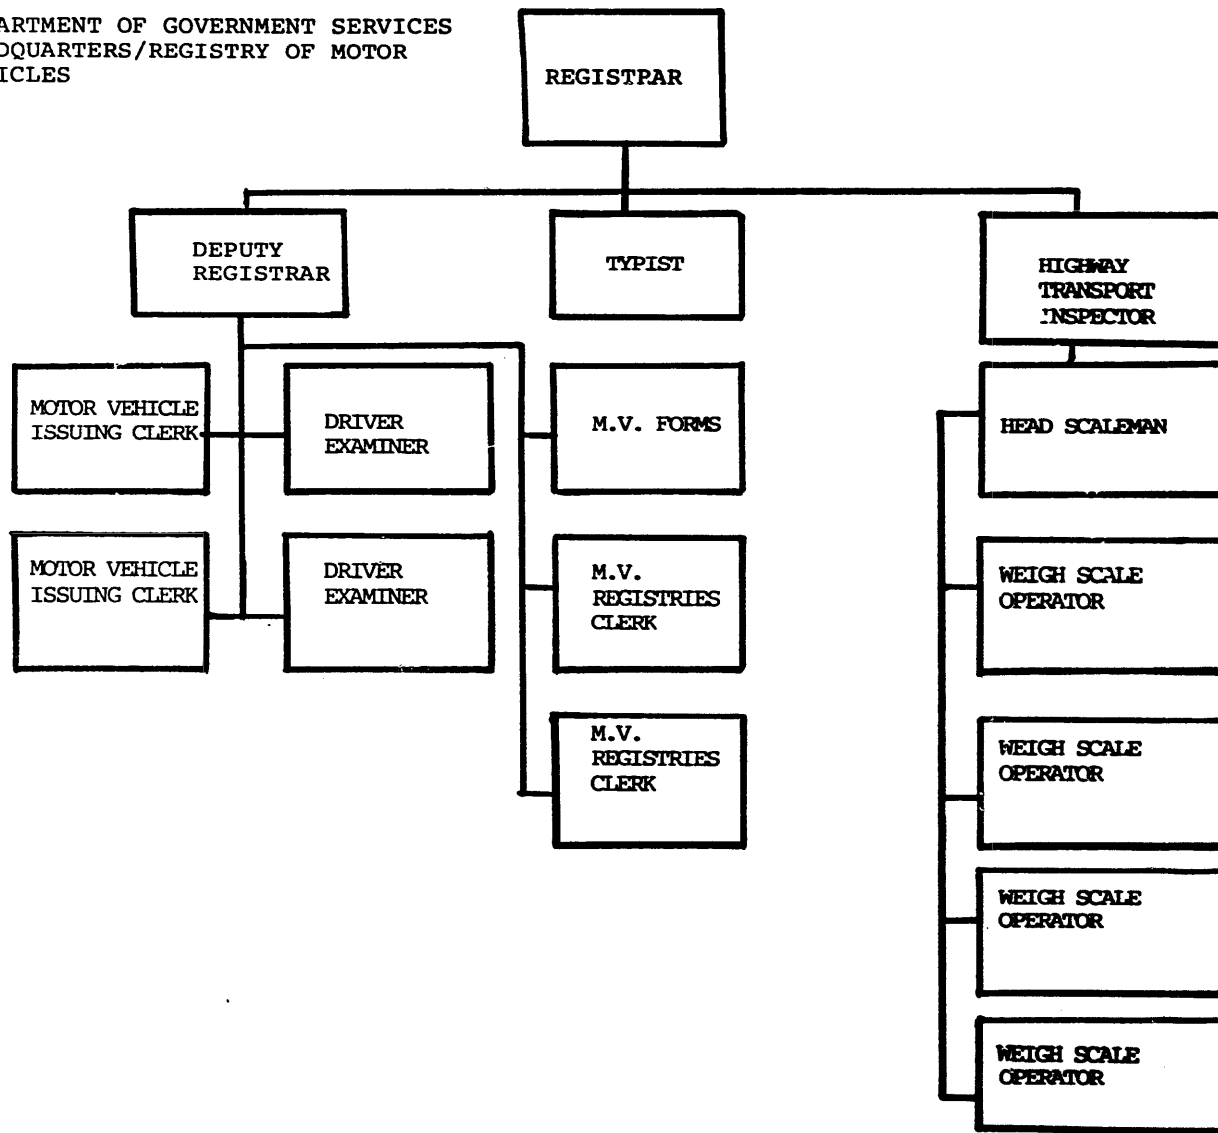 ARTMENT OF GOVERNMENT SERVICES
DQUARTERS/REGISTRY OF MOTOR
ICLES
REGISTRAR
DEPUTY
REGISTRAR
TYPIST
HIGHWAY
TRANSPORT
INSPECTOR
MOTOR VEHICLE
ISSUING CLERK
DRIVER
EXAMINER
M.V. FORMS
HEAD SCALEMAN
MOTOR VEHICLE
ISSUING CLERK
DRIVER
EXAMINER
M.V.
REGISTRIES
CLERK
WEIGH SCALE
OPERATOR
M.V.
REGISTRIES
CLERK
WEIGH SCALE
OPERATOR
WEIGH SCALE
OPERATOR
WEIGH SCALE
OPERATOR